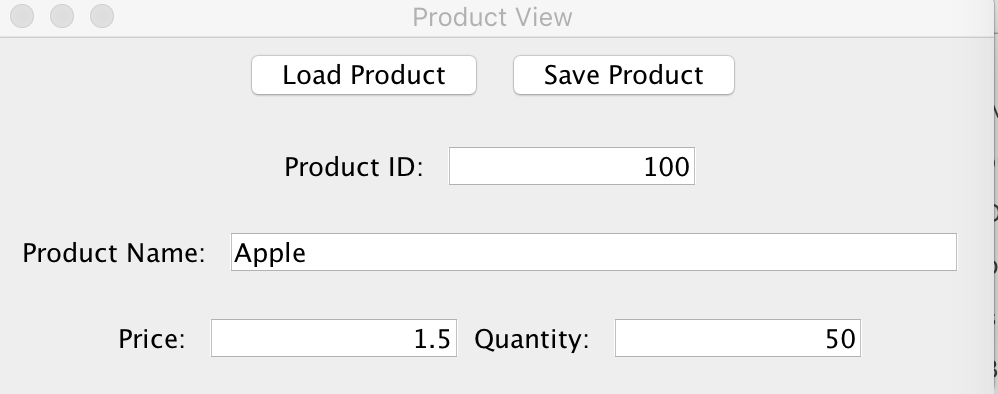 Product View
Load Product Save Product
Product ID: 100
Product Name: Apple
Price: 1.5 Quantity: 50